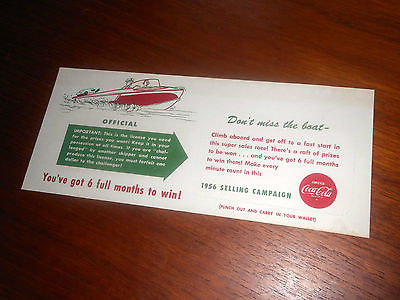 OFFICIAL
IMPORTANT: This is the license you need
for the prizes you want! Keep it in your
possession at all times. If you are "chal-
lenged" by another skipper and cannot
produce this license, you must forfeit one
dollar to the challenger!
You've got 6 full months to win!
Don't miss the boat—
Climb aboard and get off to a fast start in
this super sales race! There's a raft of prizes
to be won . . . and you've got 6 full months
to win them! Make every
minute count in this
1956 SELLING CAMPAIGN
DRINK
Coca-Cola
(PUNCH OUT AND CARRY IN YOUR WALLET)